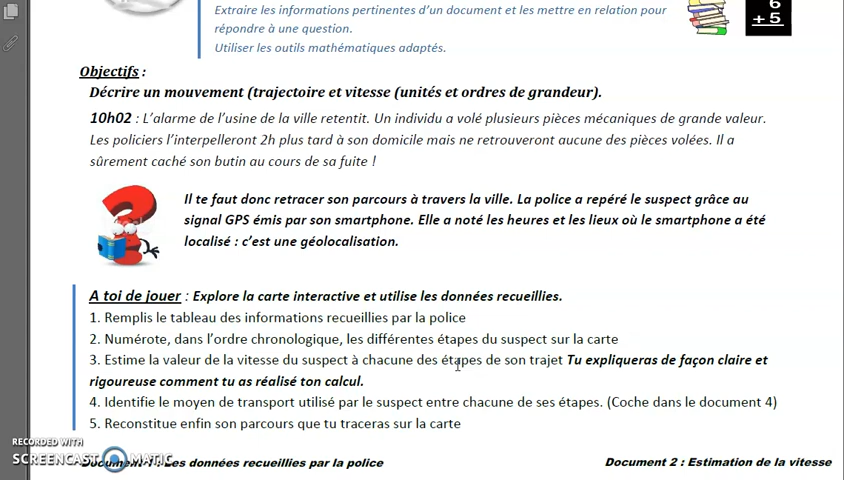 Extraire les informations pertinentes d'un document et les mettre en relation pour
répondre à une question.
Utiliser les outils mathématiques adaptés.
6
+ 5
Objectifs :
Décrire un mouvement (trajectoire et vitesse (unités et ordres de grandeur).
10h02 : L'alarme de l'usine de la ville retentit. Un individu a volé plusieurs pièces mécaniques de grande valeur.
Les policiers l'interpelleront 2h plus tard à son domicile mais ne retrouveront aucune des pièces volées. Il a
sûrement caché son butin au cours de sa fuite !
Il te faut donc retracer son parcours à travers la ville. La police a repéré le suspect grâce au
signal GPS émis par son smartphone. Elle a noté les heures et les lieux où le smartphone a été
localisé : c'est une géolocalisation.
A toi de jouer : Explore la carte interactive et utilise les données recueillies.
1. Remplis le tableau des informations recueillies par la police
2. Numérote, dans l'ordre chronologique, les différentes étapes du suspect sur la carte
3. Estime la valeur de la vitesse du suspect à chacune des étapes de son trajet Tu expliqueras de façon claire et
rigoureuse comment tu as réalisé ton calcul.
4. Identifie le moyen de transport utilisé par le suspect entre chacune de ses étapes. (Coche dans le document 4)
5. Reconstitue enfin son parcours que tu traceras sur la carte
RECORDED WITH
SCREENCAST MATIC
Document 1 : Les données recueillies par la police
Document 2 : Estimation de la vitesse